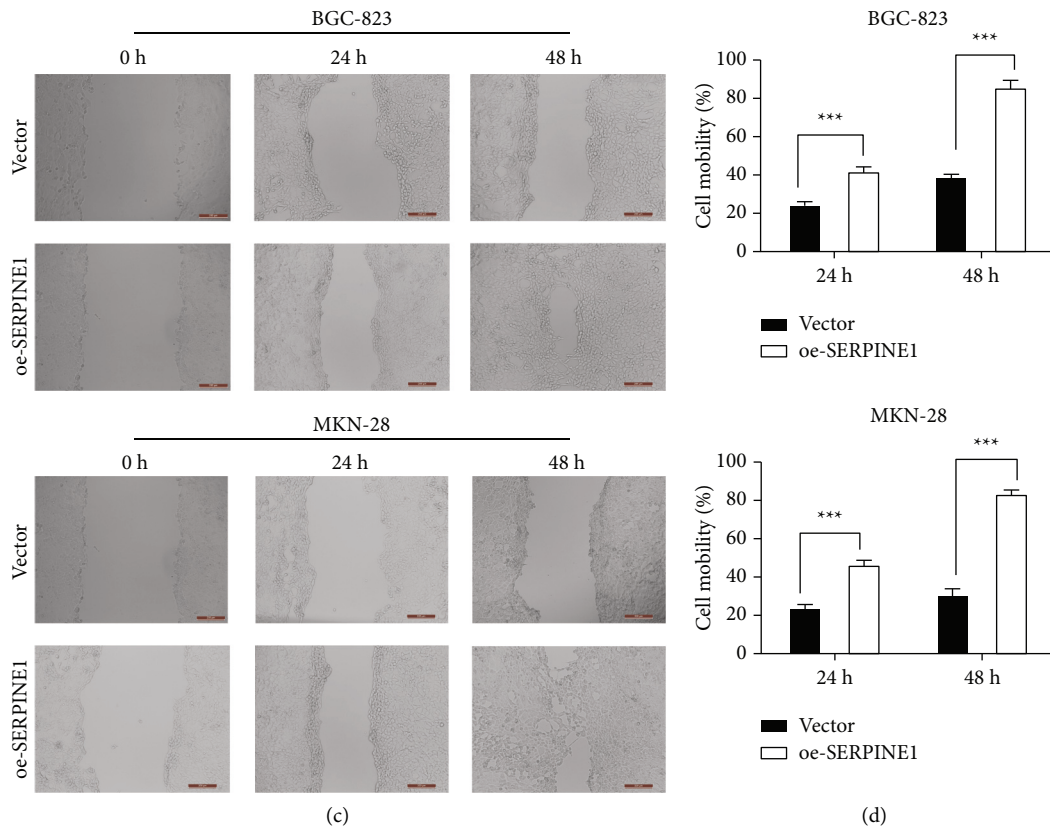 BGC-823
0 h 24 h 48 h
Vector
oe-SERPINE1
MKN-28
0 h 24 h 48 h
Vector
oe-SERPINE1
(c)
BGC-823
Cell mobility (%)
100
80
60
40
20
0
***
***
24 h 48 h
Vector
oe-SERPINE1
MKN-28
Cell mobility (%)
100
80
60
40
20
0
***
***
24 h 48 h
Vector
oe-SERPINE1
(d)